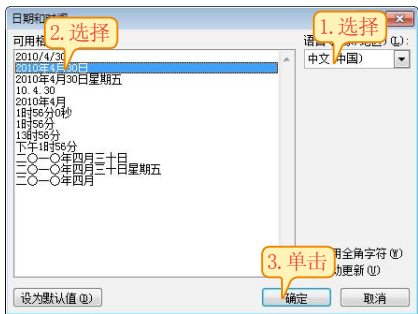 日期和时间
2.选择
1.选择
可用格
语言(国家/地区)(L):
2010/4/30
中文(中国)
2010年4月30日
2010年4月30日星期五
10.4.30
2010年4月
1时56分0秒
1时56分
13时56分
下午1时56分
二○一○年四月三十日
二○一○年四月三十日星期五
二○一○年四月
3.单击
用全角字符(W)
动更新(U)
设为默认值(D)
确定
取消